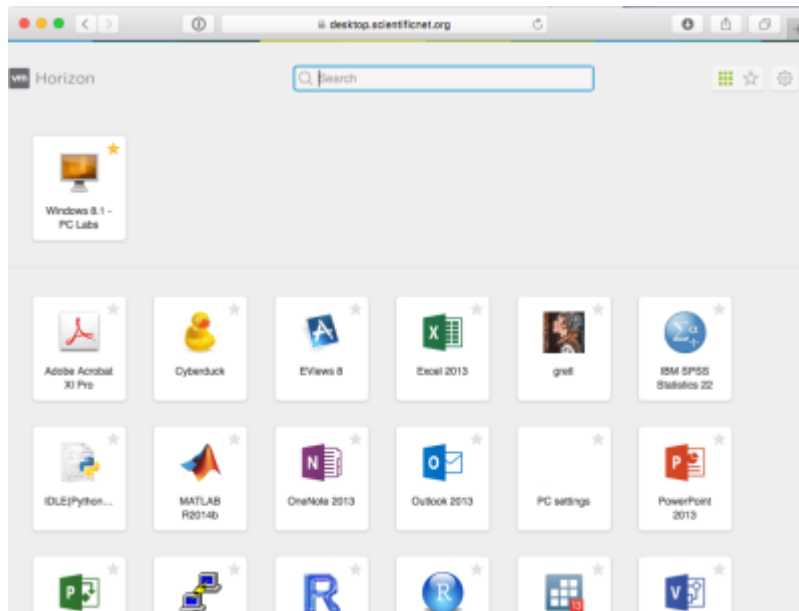 desktop.scientificnet.org
vm Horizon
Search
Windows 8.1 -
PC Labs
Adobe Acrobat
XI Pro
Cyberduck
EViews 8
Excel 2013
gretl
IBM SPSS
Statistics 22
IDLE(Python...
MATLAB
R2014b
OneNote 2013
Outlook 2013
PC settings
PowerPoint
2013